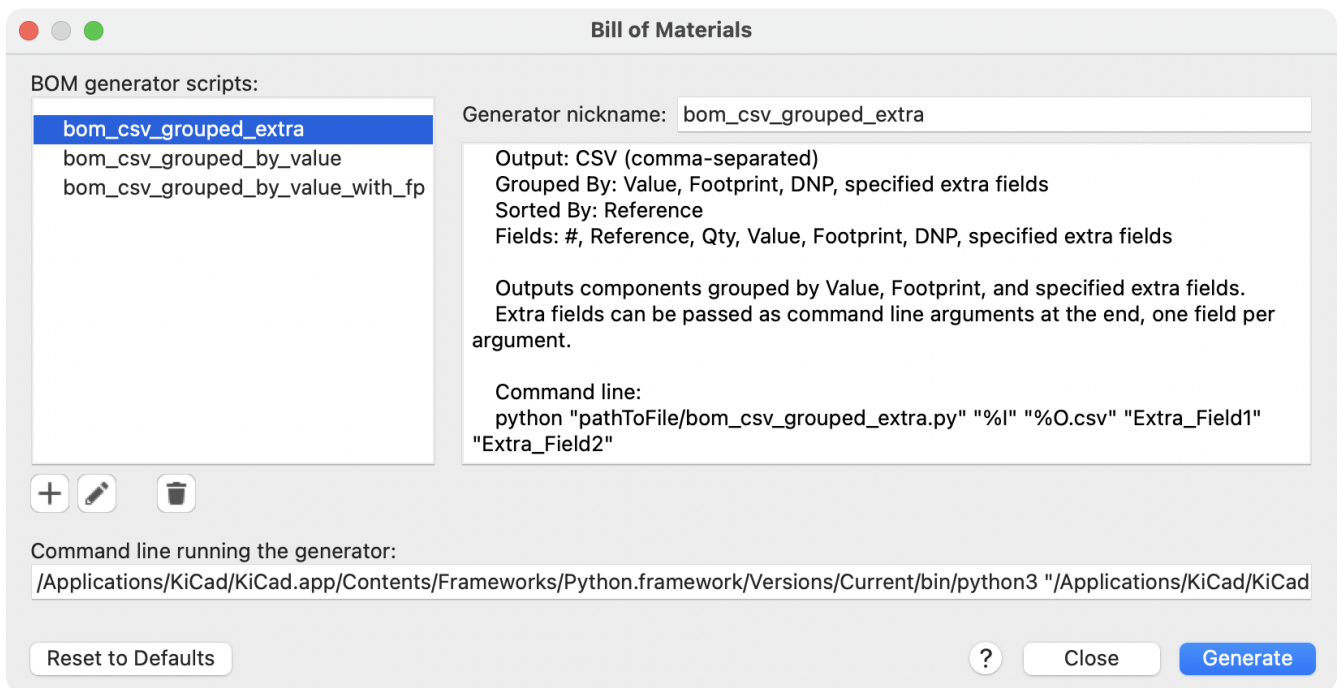 Bill of Materials
BOM generator scripts:
bom_csv_grouped_extra
bom_csv_grouped_by_value
bom_csv_grouped_by_value_with_fp
Generator nickname: bom_csv_grouped_extra
Output: CSV (comma-separated)
Grouped By: Value, Footprint, DNP, specified extra fields
Sorted By: Reference
Fields: #, Reference, Qty, Value, Footprint, DNP, specified extra fields
Outputs components grouped by Value, Footprint, and specified extra fields.
Extra fields can be passed as command line arguments at the end, one field per
argument.
Command line:
python "pathToFile/bom_csv_grouped_extra.py" "%I" "%O.csv" "Extra_Field1"
"Extra_Field2"
Command line running the generator:
/Applications/KiCad/KiCad.app/Contents/Frameworks/Python.framework/Versions/Current/bin/python3 "/Applications/KiCad/KiCad
Reset to Defaults
?
Close
Generate